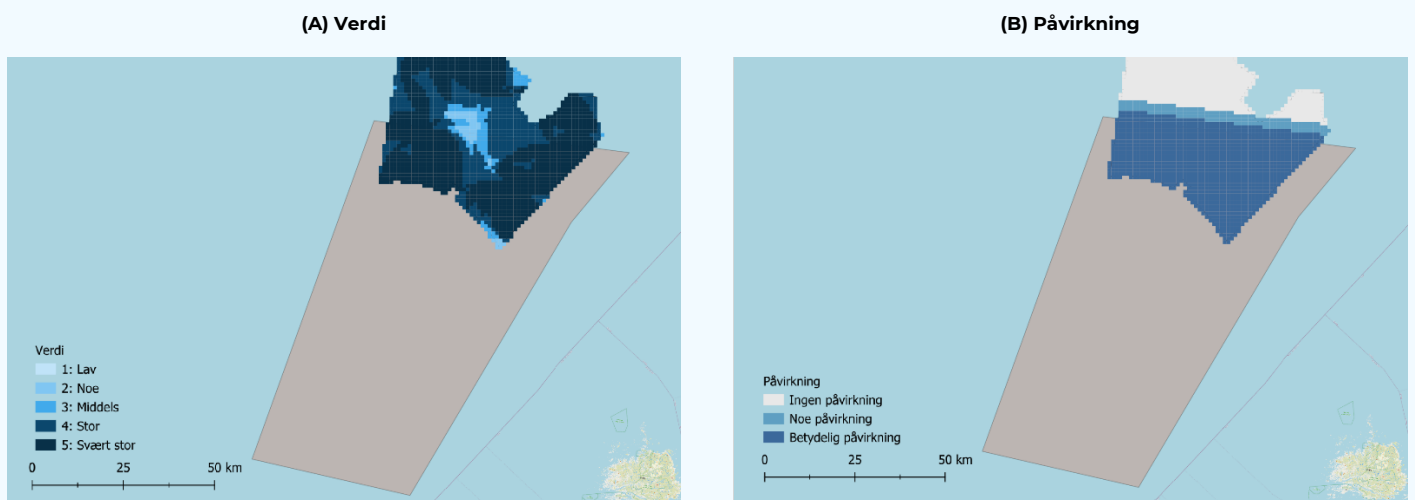 (A) Verdi
(B) Påvirkning
Verdi
1: Lav
2: Noe
3: Middels
4: Stor
5: Svært stor
0 25 50 km
Påvirkning
Ingen påvirkning
Noe påvirkning
Betydelig påvirkning
0 25 50 km